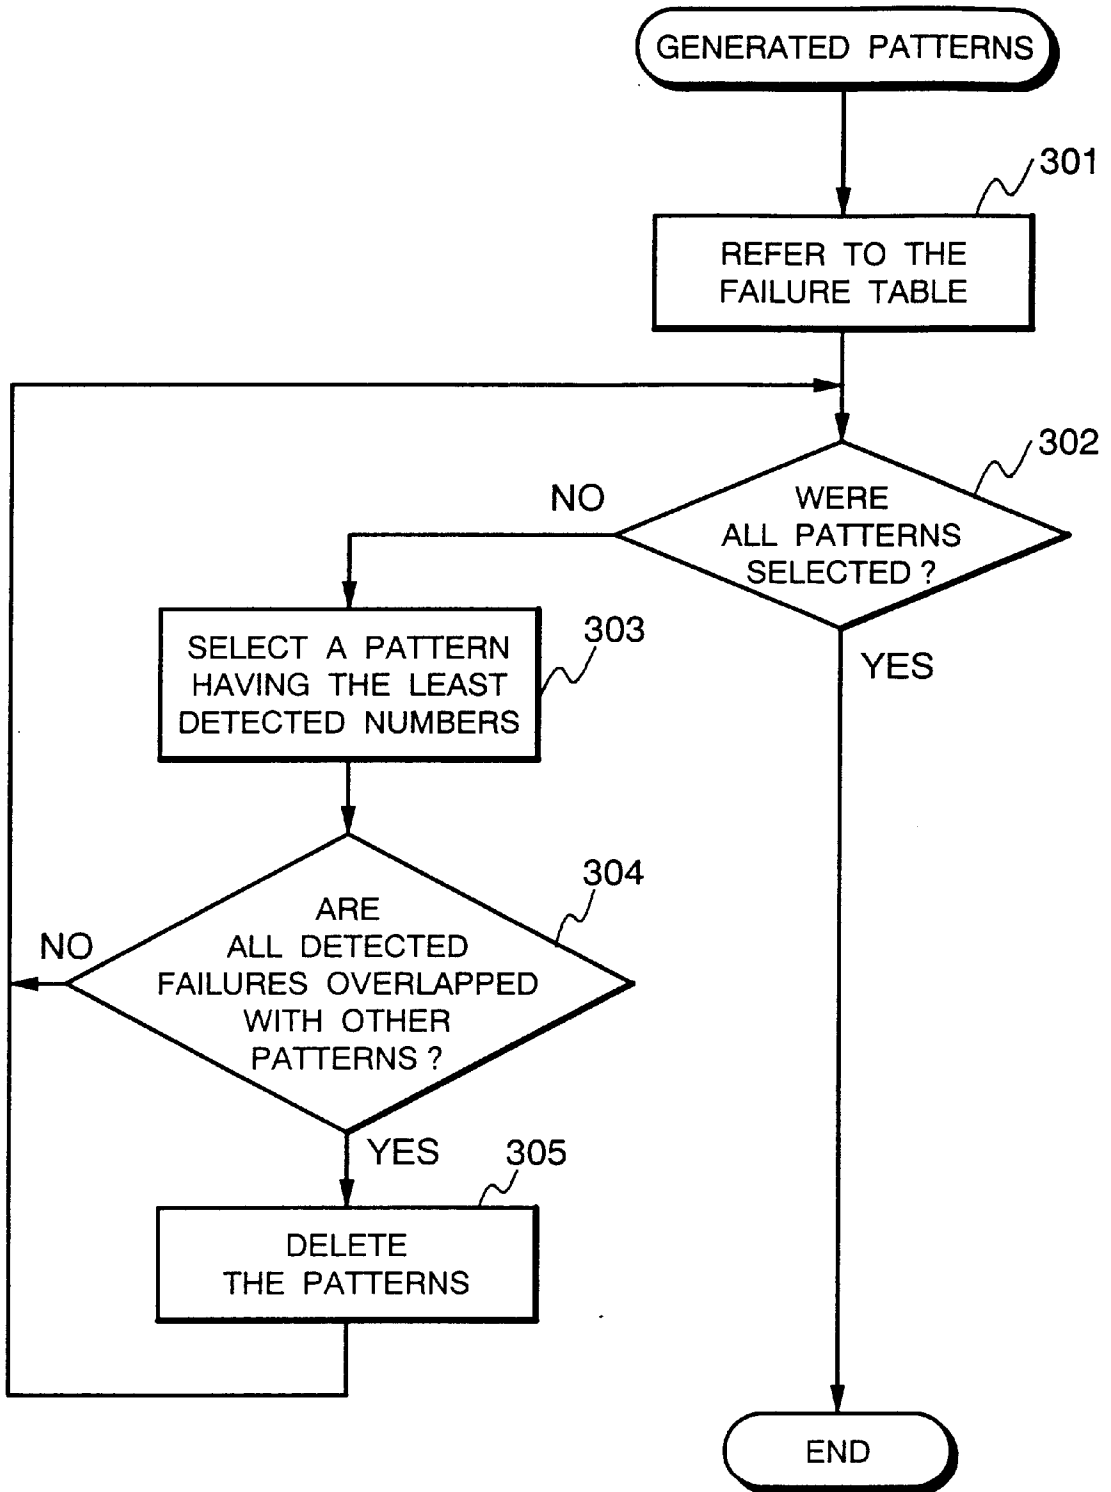 GENERATED PATTERNS
301
REFER TO THE
FAILURE TABLE
302
WERE
ALL PATTERNS
SELECTED ?
NO
YES
303
SELECT A PATTERN
HAVING THE LEAST
DETECTED NUMBERS
304
ARE
ALL DETECTED
FAILURES OVERLAPPED
WITH OTHER
PATTERNS ?
NO
YES
305
DELETE
THE PATTERNS
END